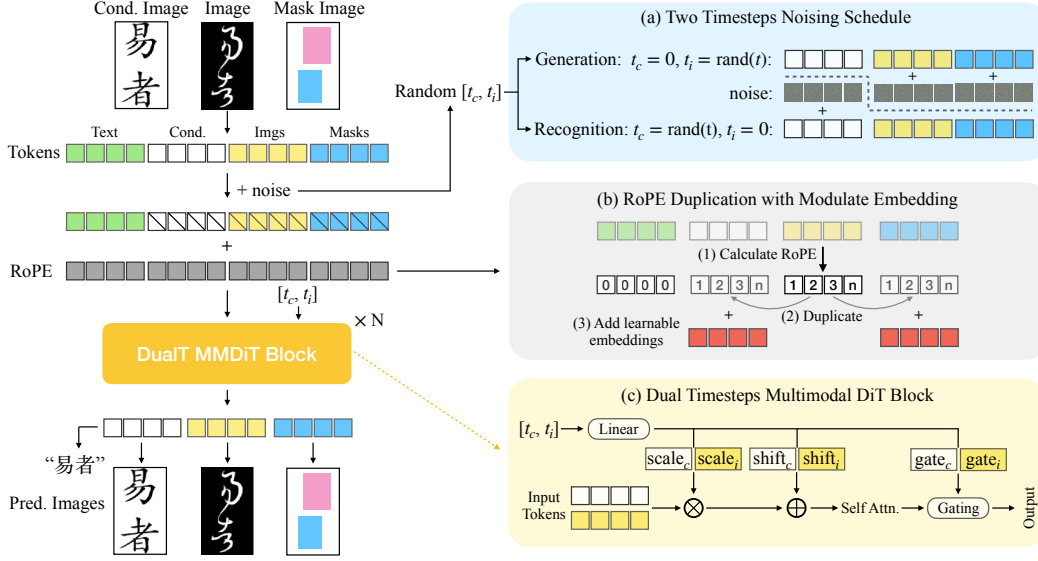 Cond. Image
Image
Mask Image
易
者
Text
Cond.
Imgs
Masks
Tokens
+ noise
Random [t_c, t_i]
+
RoPE
[t_c, t_i]
× N
DualT MMDiT Block
"易者"
Pred. Images
易
者
(a) Two Timesteps Noising Schedule
Generation: t_c = 0, t_i = rand(t):
+ +
noise:
+
Recognition: t_c = rand(t), t_i = 0:
(b) RoPE Duplication with Modulate Embedding
(1) Calculate RoPE
0 0 0 0 1 2 3 n 1 2 3 n 1 2 3 n
+ (2) Duplicate +
(3) Add learnable
embeddings
(c) Dual Timesteps Multimodal DiT Block
[t_c, t_i]
Linear
scale_c scale_i shift_c shift_i gate_c gate_i
Input
Tokens
Self Attn.
Gating
Output